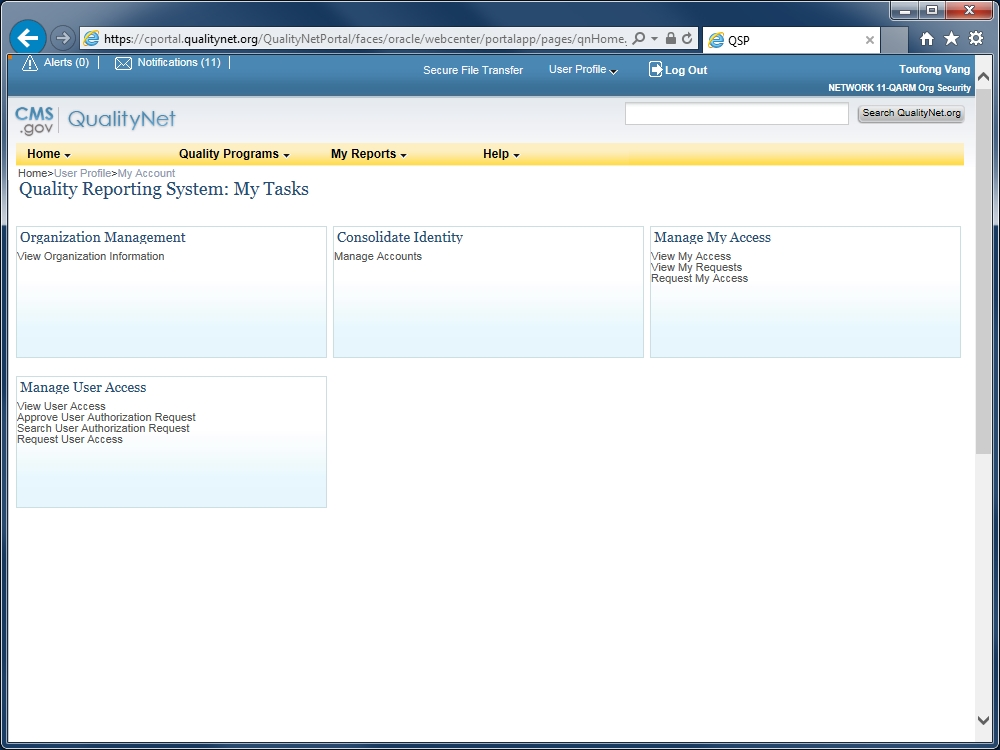 https://cportal.qualitynet.org/QualityNetPortal/faces/oracle/webcenter/portalapp/pages/qnHome.
QSP
Alerts (0) | Notifications (11) |
Secure File Transfer User Profile Log Out
Toufong Vang
NETWORK 11-QARM Org Security
CMS .gov | QualityNet
Search QualityNet.org
Home Quality Programs My Reports Help
Home>User Profile>My Account
Quality Reporting System: My Tasks
Organization Management
View Organization Information
Consolidate Identity
Manage Accounts
Manage My Access
View My Access
View My Requests
Request My Access
Manage User Access
View User Access
Approve User Authorization Request
Search User Authorization Request
Request User Access